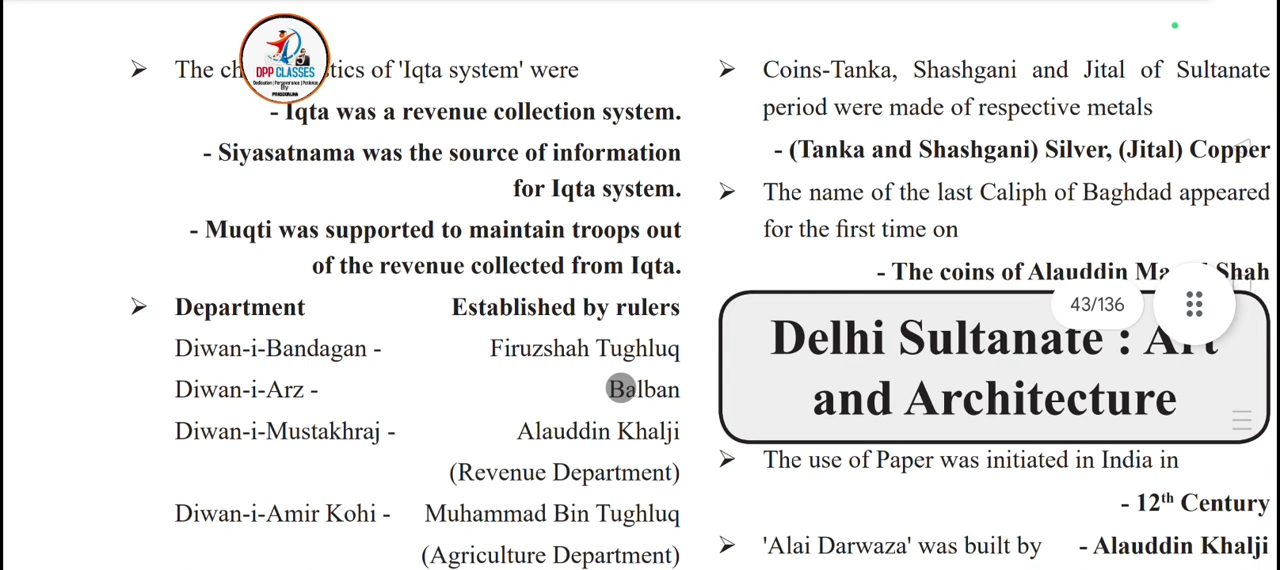 The ch tics of 'Iqta system' were
- Iqta was a revenue collection system.
- Siyasatnama was the source of information
for Iqta system.
- Muqti was supported to maintain troops out
of the revenue collected from Iqta.
Department Established by rulers
Diwan-i-Bandagan - Firuzshah Tughluq
Diwan-i-Arz - Balban
Diwan-i-Mustakhraj - Alauddin Khalji
(Revenue Department)
Diwan-i-Amir Kohi - Muhammad Bin Tughluq
(Agriculture Department)
DPP CLASSES
Dedication | Perseverance | Patience
By
Coins-Tanka, Shashgani and Jital of Sultanate
period were made of respective metals
- (Tanka and Shashgani) Silver, (Jital) Copper
The name of the last Caliph of Baghdad appeared
for the first time on
- The coins of Alauddin Ma Shah
43/136
Delhi Sultanate : Art
and Architecture
The use of Paper was initiated in India in
- 12th Century
'Alai Darwaza' was built by - Alauddin Khalji